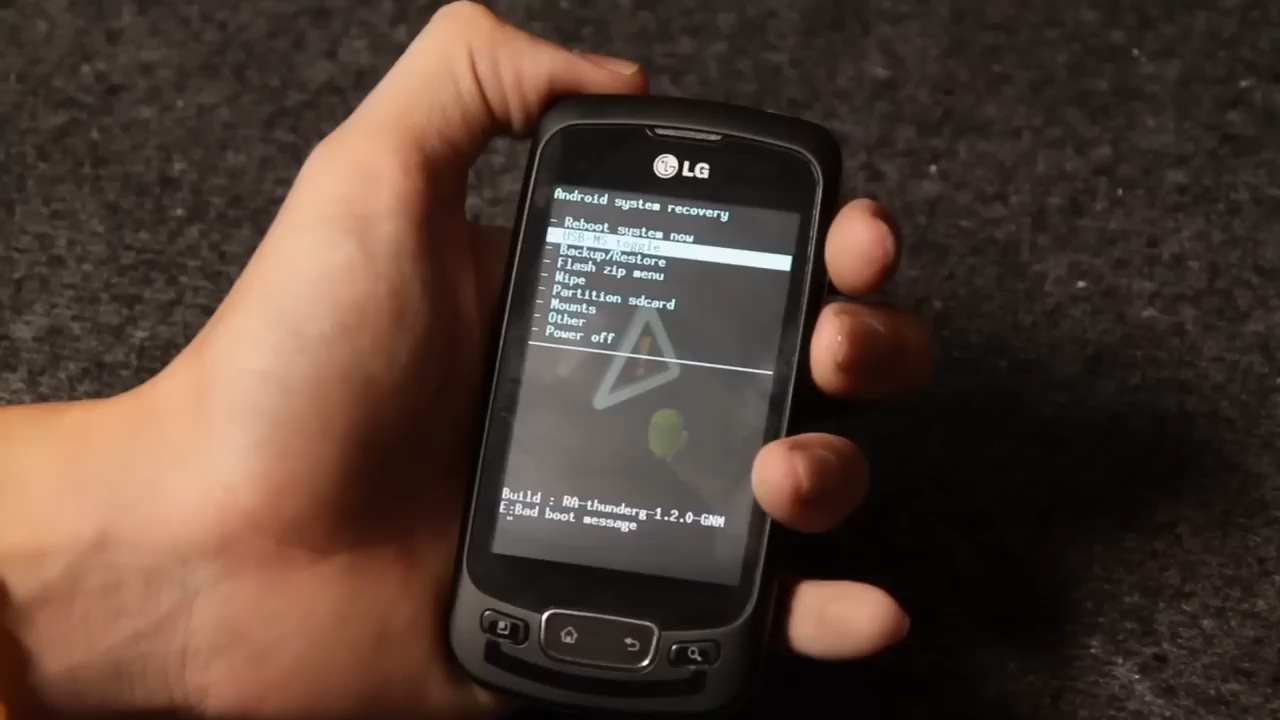 LG
Android system recovery
- Reboot system now
- USB-MS toggle
- Backup/Restore
- Flash zip menu
- Wipe
- Partition sdcard
- Mounts
- Other
- Power off
Build : RA-thunderg-1.2.0-GNM
E:Bad boot message
"